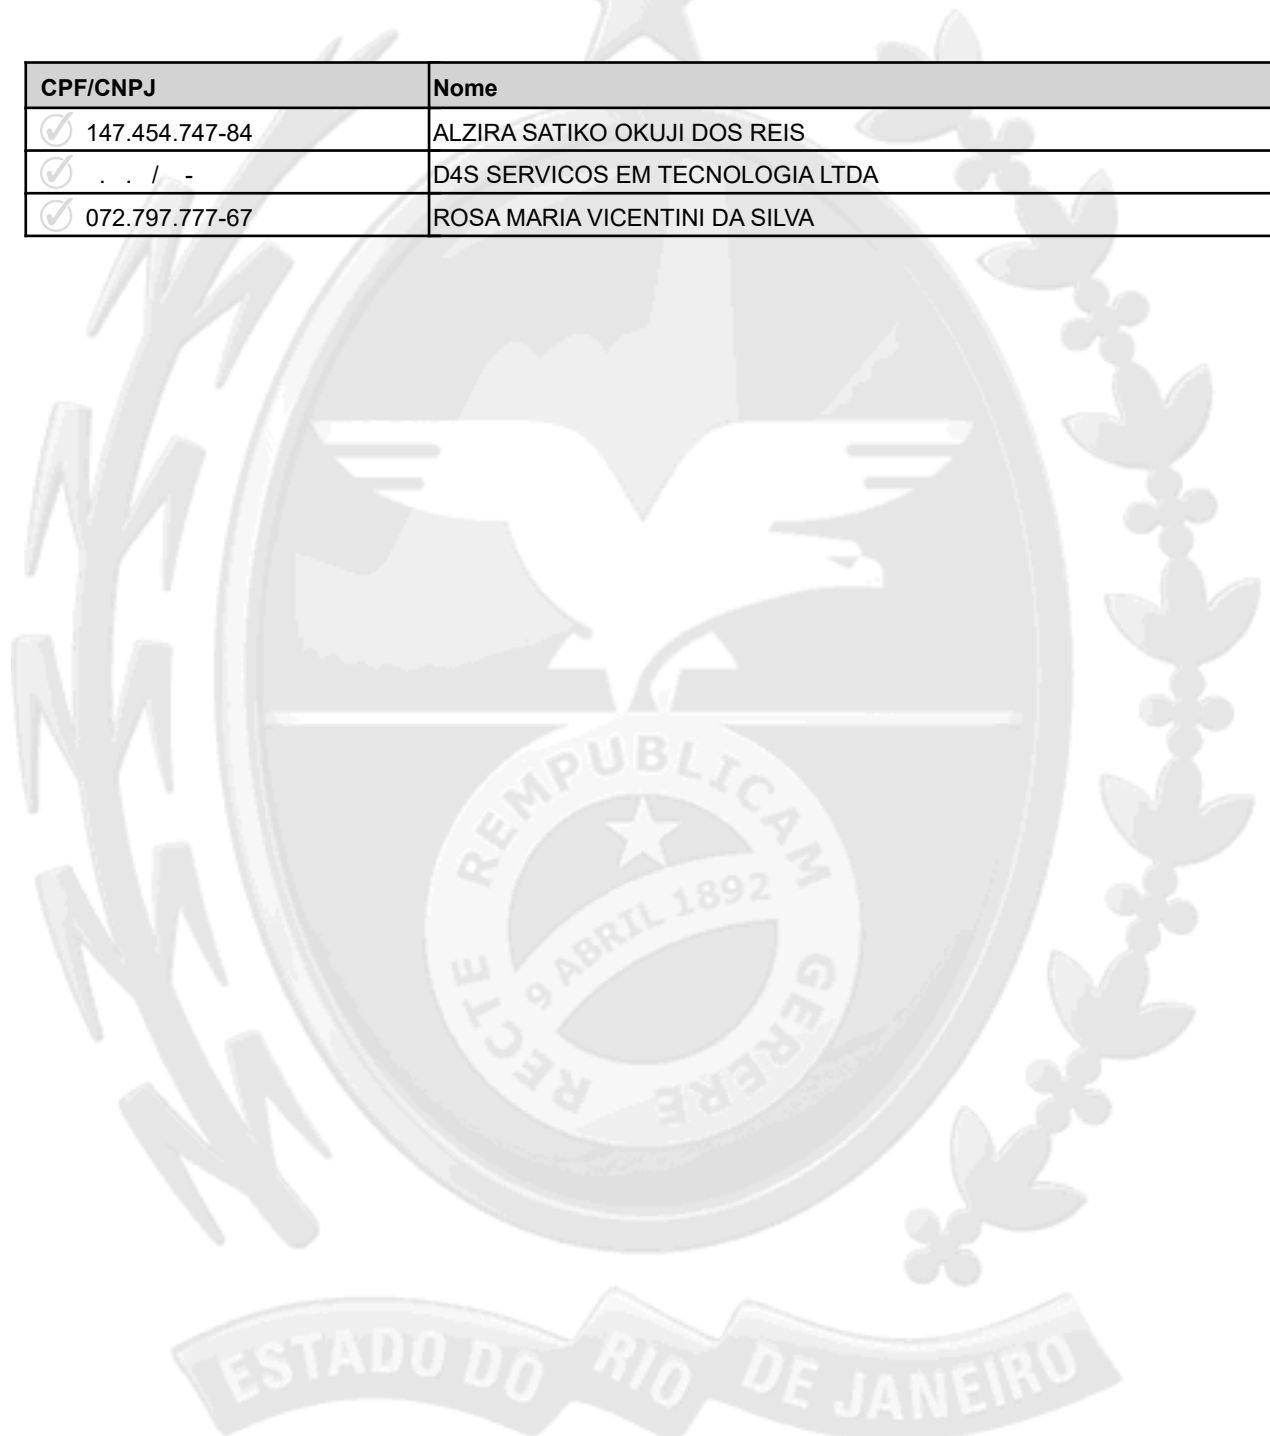 CPF/CNPJ Nome
147.454.747-84 ALZIRA SATIKO OKUJI DOS REIS
. . / - D4S SERVICOS EM TECNOLOGIA LTDA
072.797.777-67 ROSA MARIA VICENTINI DA SILVA
RECTE REMPUBLICAM GERERE
9 ABRIL 1892
ESTADO DO RIO DE JANEIRO